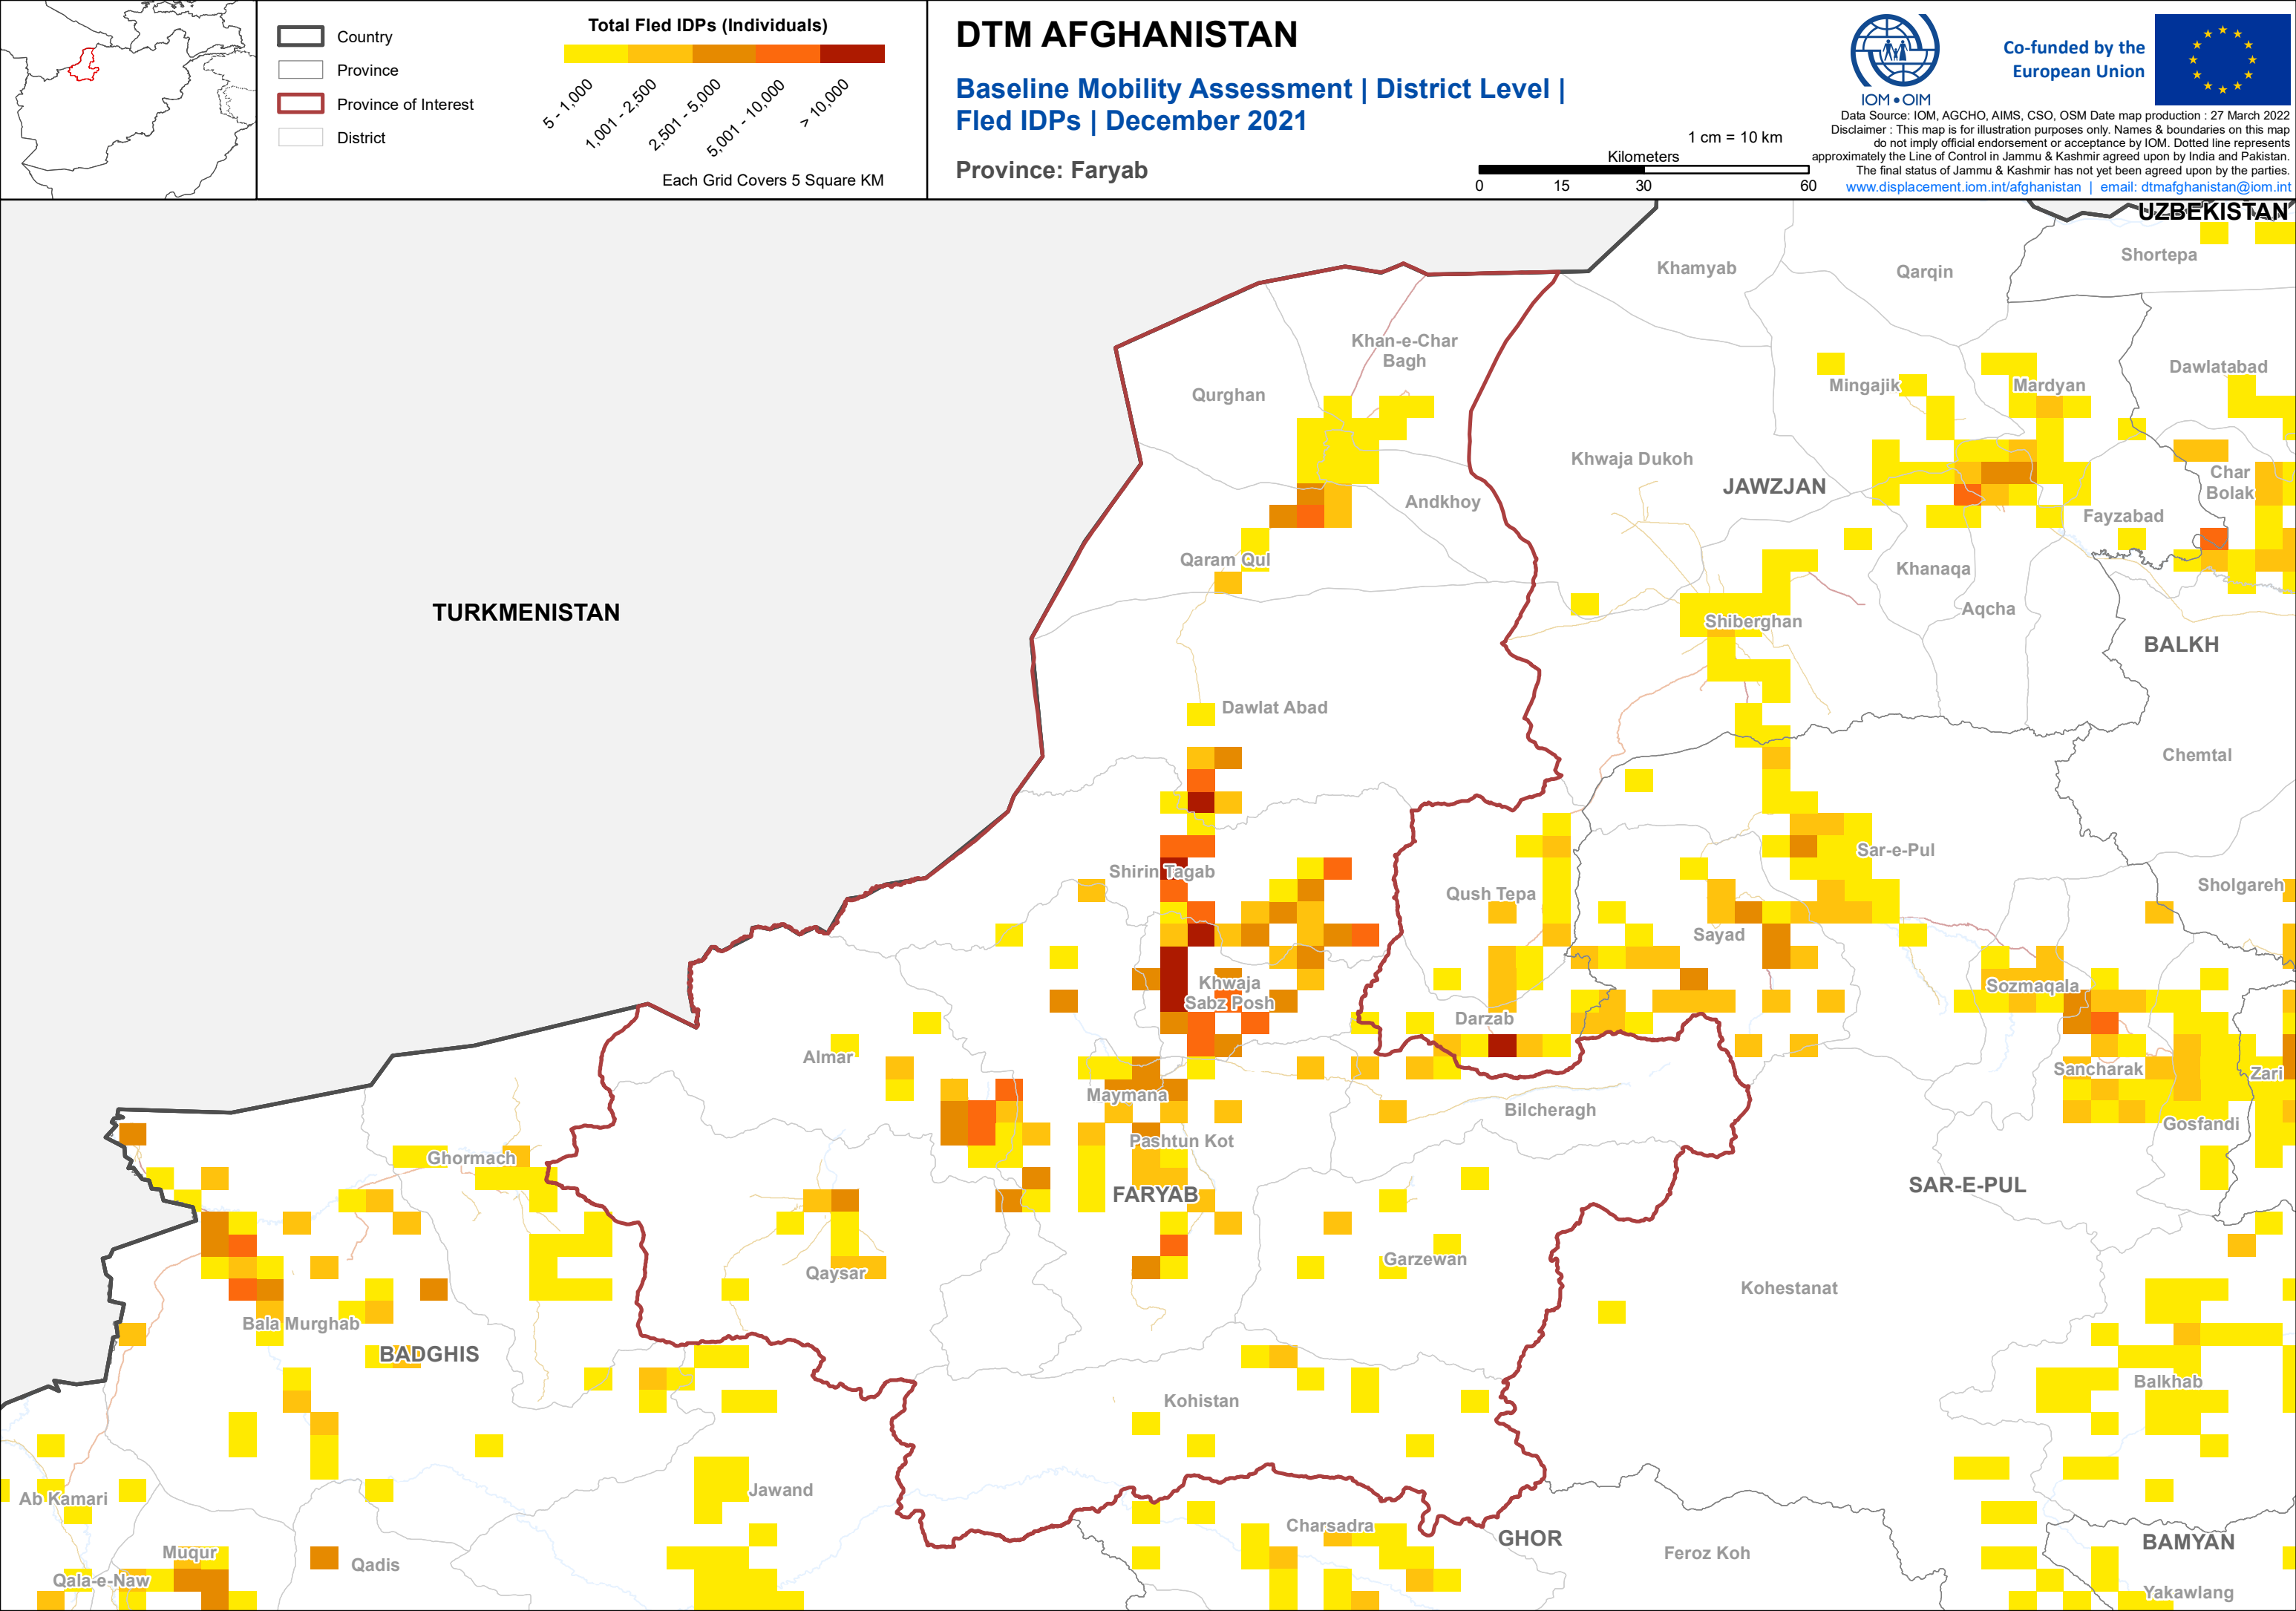 Country
Province
Province of Interest
District
Total Fled IDPs (Individuals)
5 - 1,000
1,001 - 2,500
2,501 - 5,000
5,001 - 10,000
> 10,000
Each Grid Covers 5 Square KM
DTM AFGHANISTAN
Baseline Mobility Assessment | District Level |
Fled IDPs | December 2021
Province: Faryab
1 cm = 10 km
Kilometers
0 15 30 60
IOM • OIM
Co-funded by the
European Union
Data Source: IOM, AGCHO, AIMS, CSO, OSM Date map production : 27 March 2022
Disclaimer : This map is for illustration purposes only. Names & boundaries on this map
do not imply official endorsement or acceptance by IOM. Dotted line represents
approximately the Line of Control in Jammu & Kashmir agreed upon by India and Pakistan.
The final status of Jammu & Kashmir has not yet been agreed upon by the parties.
www.displacement.iom.int/afghanistan | email: dtmafghanistan@iom.int
UZBEKISTAN
Shortepa
Khamyab
Qarqin
Khan-e-Char
Bagh
Dawlatabad
Mingajik
Mardyan
Qurghan
Khwaja Dukoh
JAWZJAN
Char
Bolak
Andkhoy
Fayzabad
Qaram Qul
Khanaqa
Aqcha
TURKMENISTAN
Shiberghan
BALKH
Dawlat Abad
Chemtal
Sar-e-Pul
Shirin Tagab
Sholgareh
Qush Tepa
Sayad
Khwaja
Sabz Posh
Sozmaqala
Darzab
Almar
Sancharak
Zari
Maymana
Bilcheragh
Gosfandi
Pashtun Kot
Ghormach
SAR-E-PUL
FARYAB
Garzewan
Qaysar
Kohestanat
Bala Murghab
BADGHIS
Balkhab
Kohistan
Jawand
Ab Kamari
Charsadra
GHOR
BAMYAN
Muqur
Feroz Koh
Qadis
Qala-e-Naw
Yakawlang